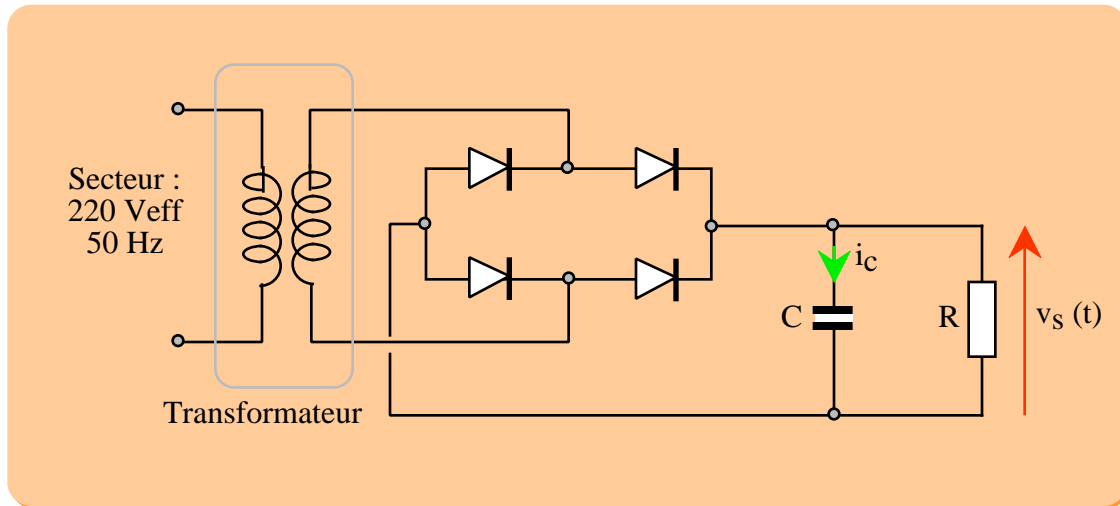 Secteur :
220 Veff
50 Hz
Transformateur
ic
C
R
vs (t)